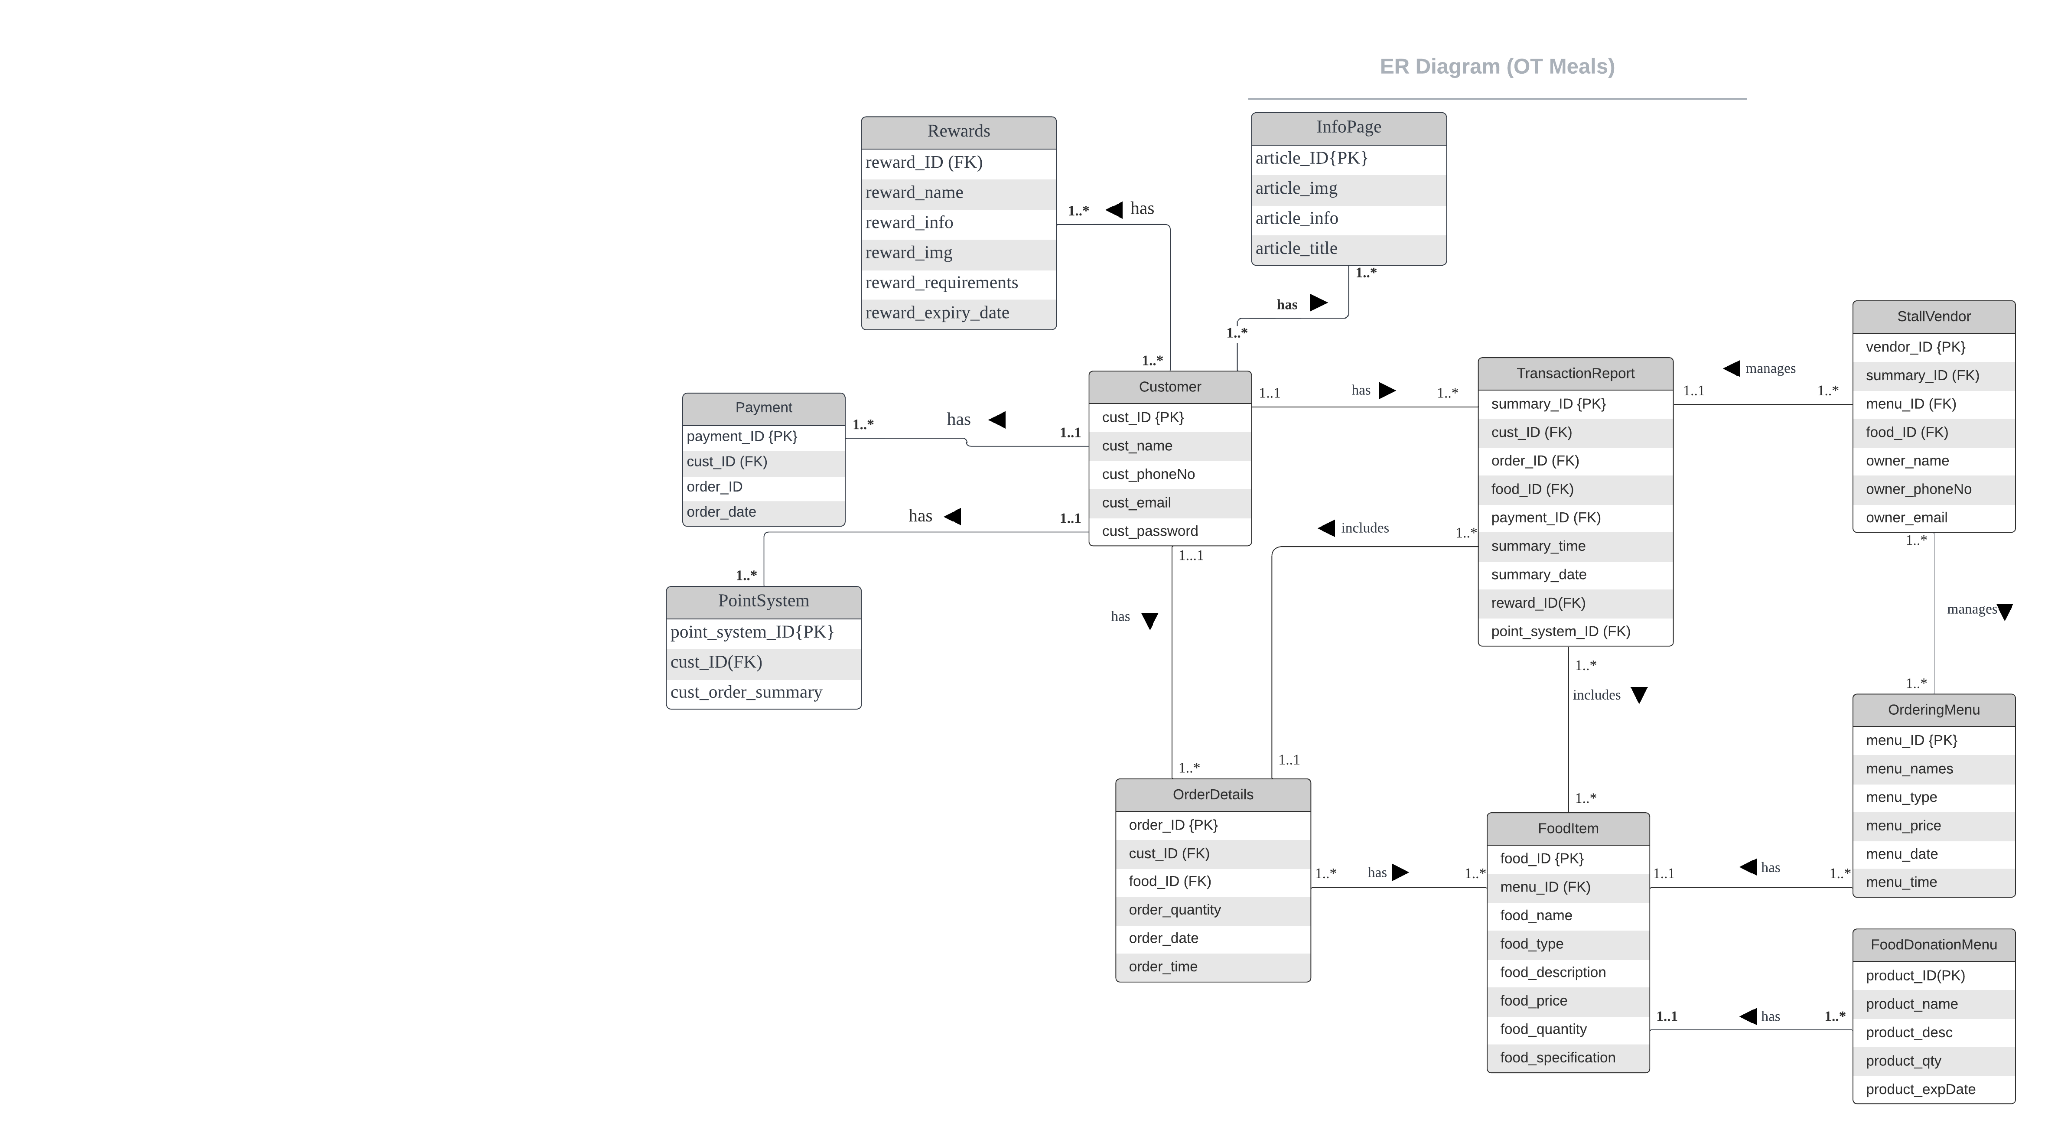 ER Diagram (OT Meals)
Rewards
reward_ID (FK)
reward_name
reward_info
reward_img
reward_requirements
reward_expiry_date
1..*
has
1..*
InfoPage
article_ID{PK}
article_img
article_info
article_title
1..*
has
1..*
Payment
payment_ID {PK}
cust_ID (FK)
order_ID
order_date
1..*
has
1..1
Customer
cust_ID {PK}
cust_name
cust_phoneNo
cust_email
cust_password
1..1
has
1..*
TransactionReport
summary_ID {PK}
cust_ID (FK)
order_ID (FK)
food_ID (FK)
payment_ID (FK)
summary_time
summary_date
reward_ID(FK)
point_system_ID (FK)
1..1
manages
1..*
StallVendor
vendor_ID {PK}
summary_ID (FK)
menu_ID (FK)
food_ID (FK)
owner_name
owner_phoneNo
owner_email
has
1..1
1..*
PointSystem
point_system_ID{PK}
cust_ID(FK)
cust_order_summary
1...1
has
1..*
includes
1..*
1..1
1..*
includes
1..*
1..*
manages
1..*
OrderDetails
order_ID {PK}
cust_ID (FK)
food_ID (FK)
order_quantity
order_date
order_time
1..*
has
1..*
FoodItem
food_ID {PK}
menu_ID (FK)
food_name
food_type
food_description
food_price
food_quantity
food_specification
1..1
has
1..*
OrderingMenu
menu_ID {PK}
menu_names
menu_type
menu_price
menu_date
menu_time
1..1
has
1..*
FoodDonationMenu
product_ID(PK)
product_name
product_desc
product_qty
product_expDate